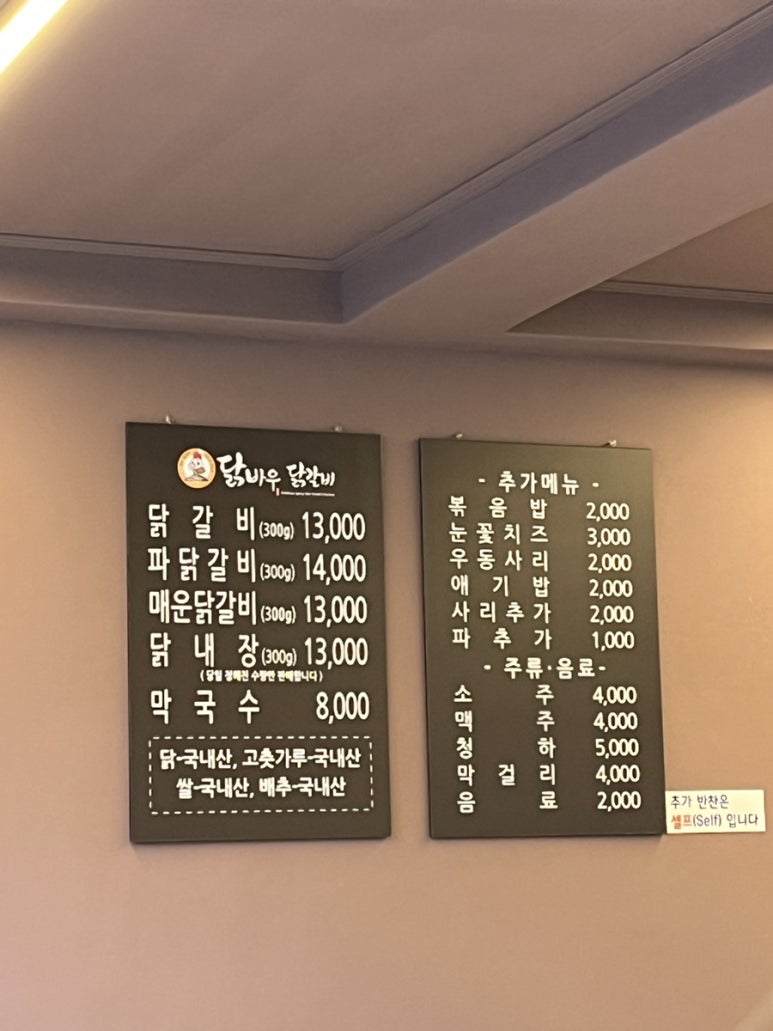 닭바우 닭갈비
닭갈비(300g) 13,000
파닭갈비(300g) 14,000
매운닭갈비(300g) 13,000
닭내장(300g) 13,000
(당일 정해진 수량만 판매합니다)
막국수 8,000
닭-국내산, 고춧가루-국내산
쌀-국내산, 배추-국내산
- 추가메뉴 -
볶음밥 2,000
눈꽃치즈 3,000
우동사리 2,000
애기밥 2,000
사리추가 2,000
파추가 1,000
- 주류·음료-
소주 4,000
맥주 4,000
청하 5,000
막걸리 4,000
음료 2,000
추가 반찬은
셀프(Self) 입니다